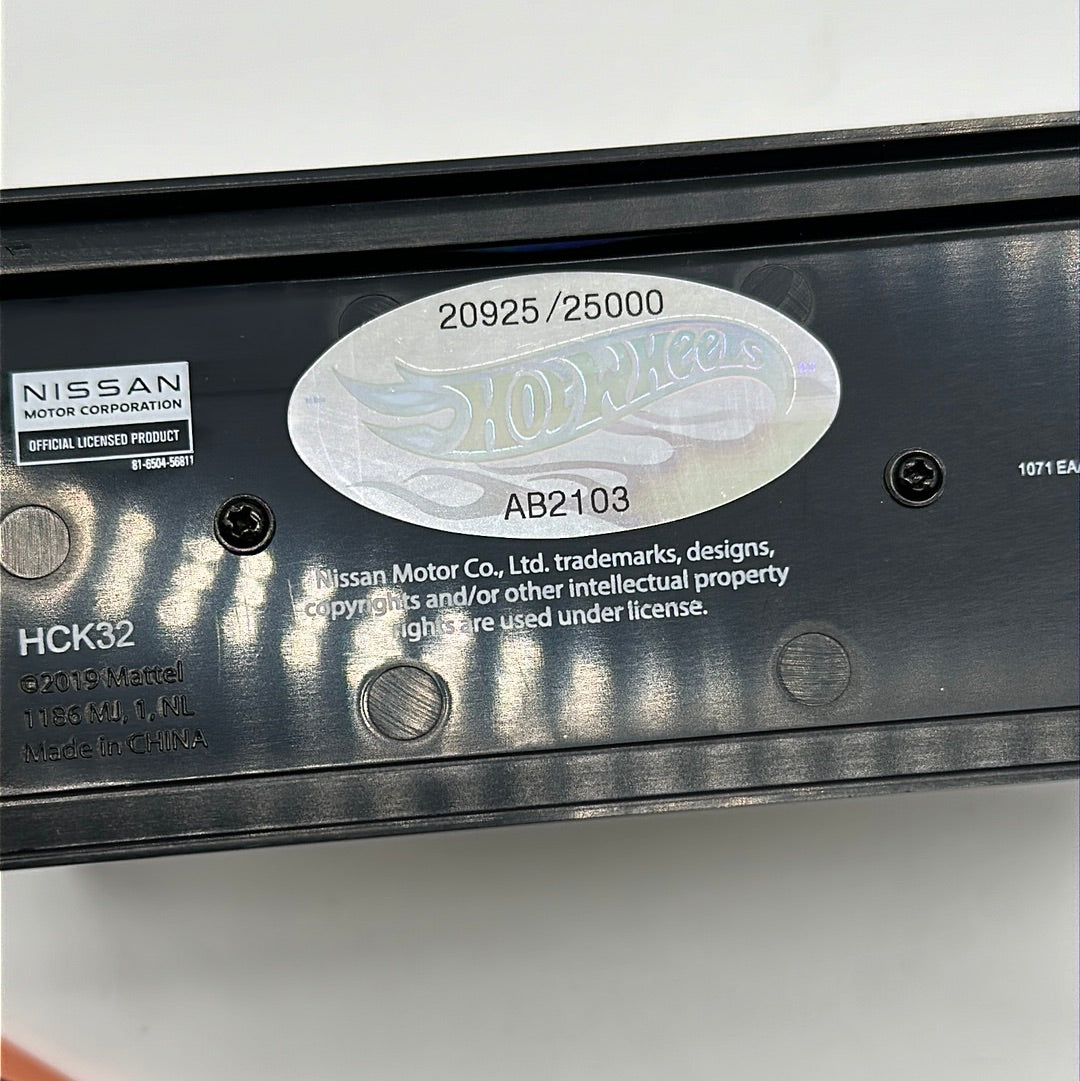 20925/25000
HOT WHEELS
AB2103
NISSAN
MOTOR CORPORATION
OFFICIAL LICENSED PRODUCT
81-6504-56811
1071 EA
Nissan Motor Co., Ltd. trademarks, designs,
copyrights and/or other intellectual property
rights are used under license.
HCK32
©2019 Mattel
1186 MJ, 1, NL
Made in CHINA